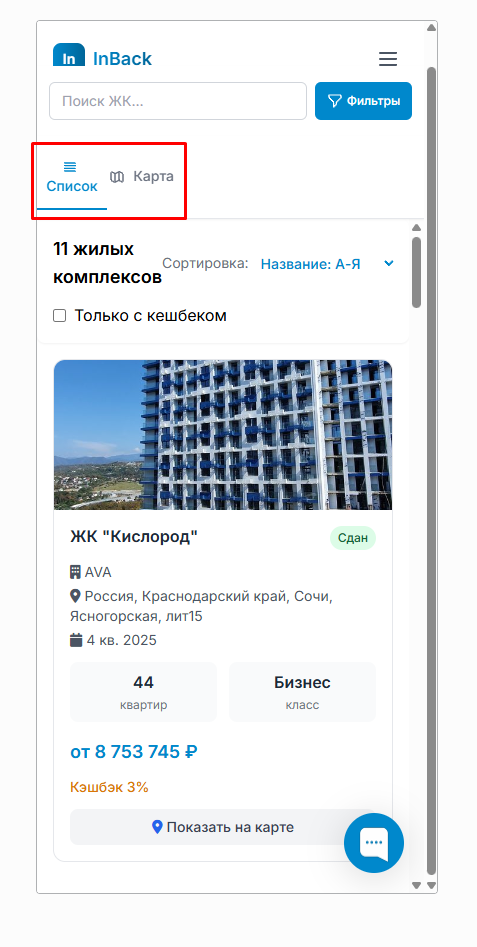 In InBack
Поиск ЖК...
Фильтры
Список
Карта
11 жилых
комплексов
Сортировка:
Название: А-Я
Только с кешбеком
ЖК "Кислород"
Сдан
AVA
Россия, Краснодарский край, Сочи,
Ясногорская, лит15
4 кв. 2025
44
квартир
Бизнес
класс
от 8 753 745 ₽
Кэшбэк 3%
Показать на карте